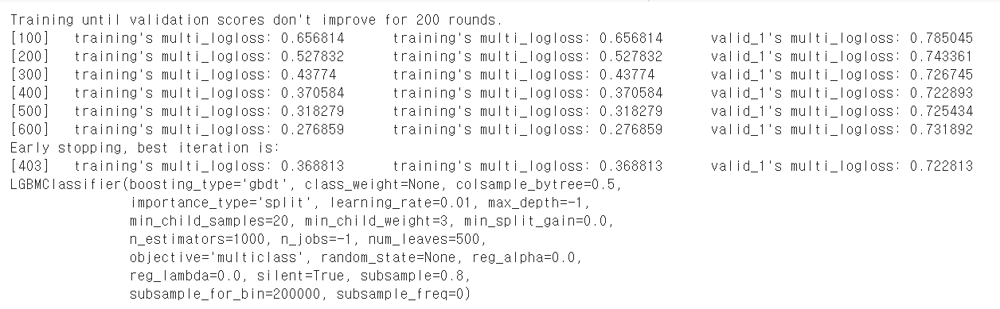 Training until validation scores don't improve for 200 rounds.
[100] training's multi_logloss: 0.656814 training's multi_logloss: 0.656814 valid_1's multi_logloss: 0.785045
[200] training's multi_logloss: 0.527832 training's multi_logloss: 0.527832 valid_1's multi_logloss: 0.743361
[300] training's multi_logloss: 0.43774 training's multi_logloss: 0.43774 valid_1's multi_logloss: 0.726745
[400] training's multi_logloss: 0.370584 training's multi_logloss: 0.370584 valid_1's multi_logloss: 0.722893
[500] training's multi_logloss: 0.318279 training's multi_logloss: 0.318279 valid_1's multi_logloss: 0.725434
[600] training's multi_logloss: 0.276859 training's multi_logloss: 0.276859 valid_1's multi_logloss: 0.731892
Early stopping, best iteration is:
[403] training's multi_logloss: 0.368813 training's multi_logloss: 0.368813 valid_1's multi_logloss: 0.722813
LGBMClassifier(boosting_type='gbdt', class_weight=None, colsample_bytree=0.5,
importance_type='split', learning_rate=0.01, max_depth=-1,
min_child_samples=20, min_child_weight=3, min_split_gain=0.0,
n_estimators=1000, n_jobs=-1, num_leaves=500,
objective='multiclass', random_state=None, reg_alpha=0.0,
reg_lambda=0.0, silent=True, subsample=0.8,
subsample_for_bin=200000, subsample_freq=0)